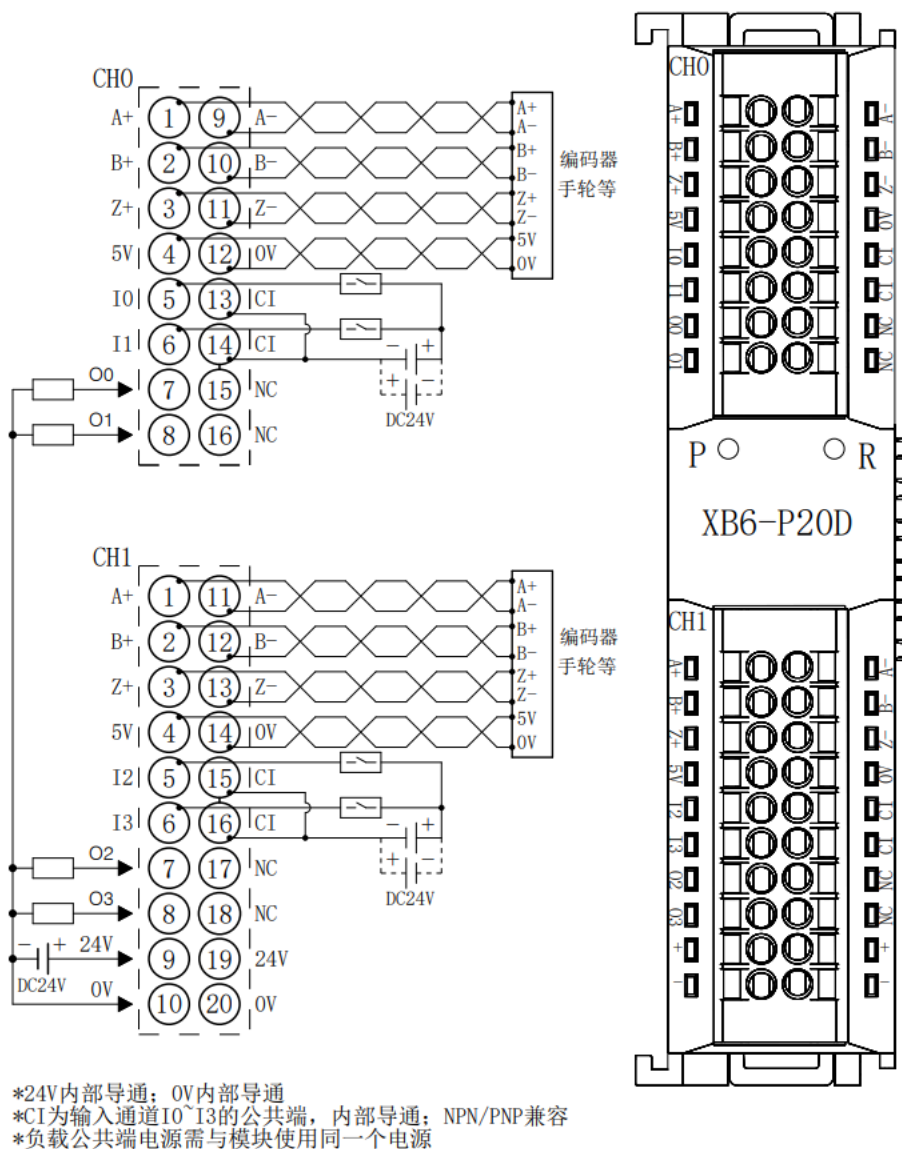 CH0
A+ 1 9 A- A+
A-
B+ 2 10 B- B+
B-
编码器
手轮等
Z+ 3 11 Z- Z+
Z-
5V 4 12 0V 5V
0V
I0 5 13 CI
I1 6 14 CI
- +
+ -
DC24V
O0 7 15 NC
O1 8 16 NC
CH1
A+ 1 11 A- A+
A-
B+ 2 12 B- B+
B-
编码器
手轮等
Z+ 3 13 Z- Z+
Z-
5V 4 14 0V 5V
0V
I2 5 15 CI
I3 6 16 CI
- +
+ -
DC24V
O2 7 17 NC
O3 8 18 NC
- + 24V 9 19 24V
DC24V
0V 10 20 0V
CH0
A+ A-
B+ B-
Z+ Z-
5V 0V
I0 CI
I1 CI
O0 NC
O1 NC
P R
XB6-P20D
CH1
A+ A-
B+ B-
Z+ Z-
5V 0V
I2 CI
I3 CI
O2 NC
O3 NC
+ +
- -
*24V内部导通；0V内部导通
*CI为输入通道I0~I3的公共端，内部导通；NPN/PNP兼容
*负载公共端电源需与模块使用同一个电源